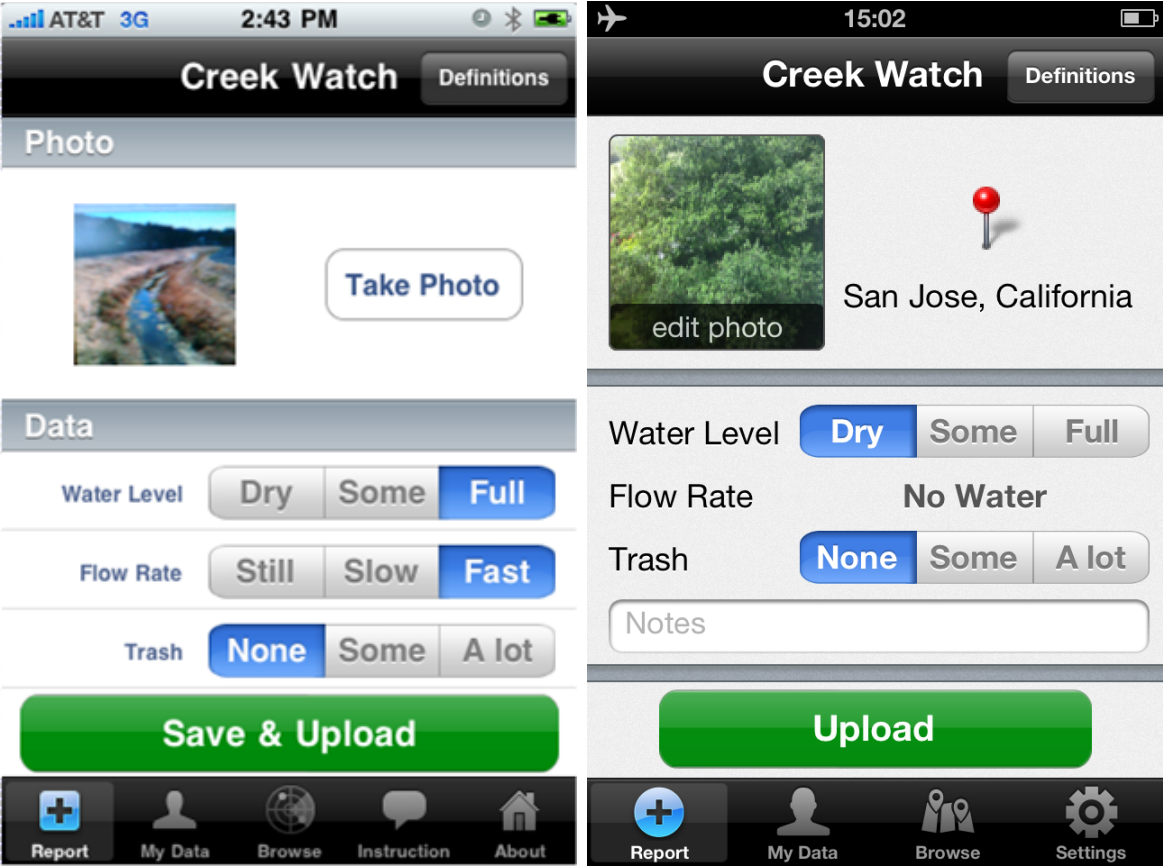 AT&T 3G 2:43 PM
Creek Watch Definitions
Photo
Take Photo
Data
Water Level Dry Some Full
Flow Rate Still Slow Fast
Trash None Some A lot
Save & Upload
Report My Data Browse Instruction About
15:02
Creek Watch Definitions
edit photo
San Jose, California
Water Level Dry Some Full
Flow Rate No Water
Trash None Some A lot
Notes
Upload
Report My Data Browse Settings